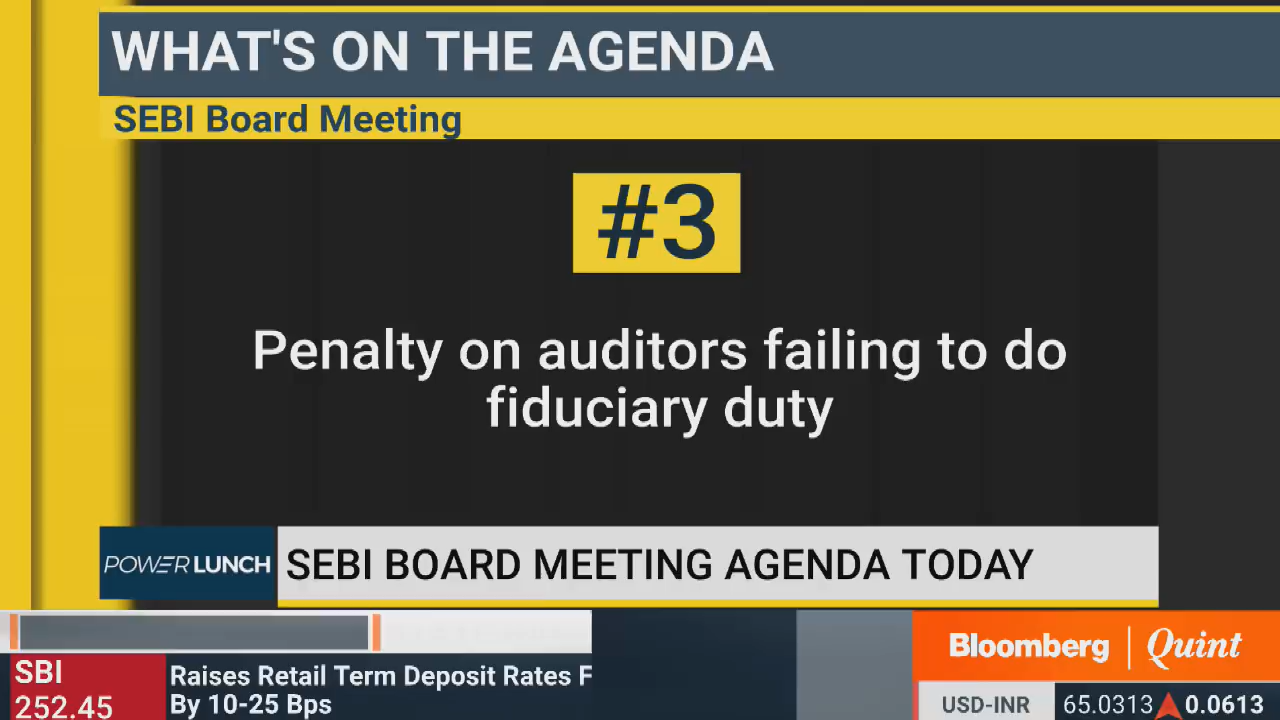 WHAT'S ON THE AGENDA
SEBI Board Meeting
#3
Penalty on auditors failing to do
fiduciary duty
POWER LUNCH
SEBI BOARD MEETING AGENDA TODAY
SBI
252.45
Raises Retail Term Deposit Rates F
By 10-25 Bps
Bloomberg | Quint
USD-INR 65.0313 0.0613